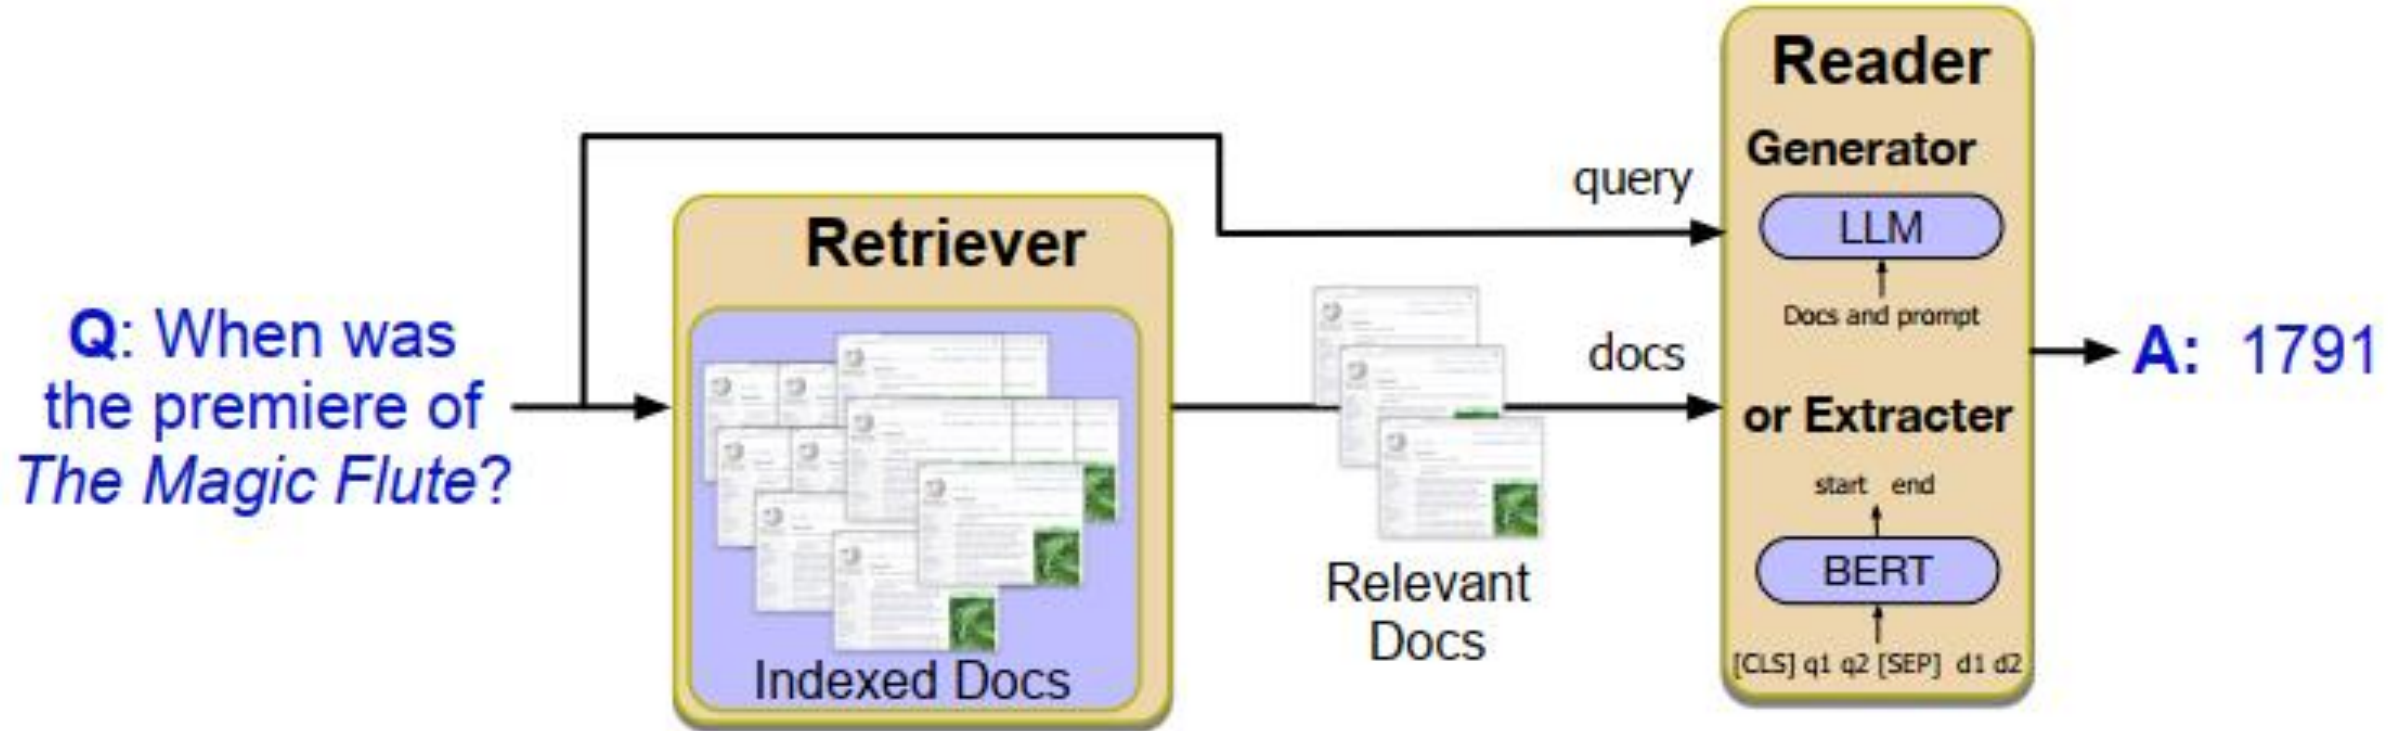 Q: When was
the premiere of
The Magic Flute?
Retriever
Indexed Docs
query
docs
Relevant
Docs
Reader
Generator
LLM
Docs and prompt
or Extracter
start end
BERT
[CLS] q1 q2 [SEP] d1 d2
A: 1791